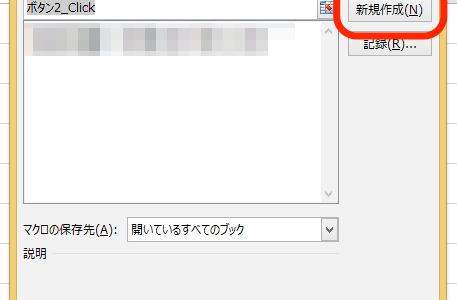 ボタン2_Click
新規作成(N)
記録(R)...
マクロの保存先(A):
開いているすべてのブック
説明